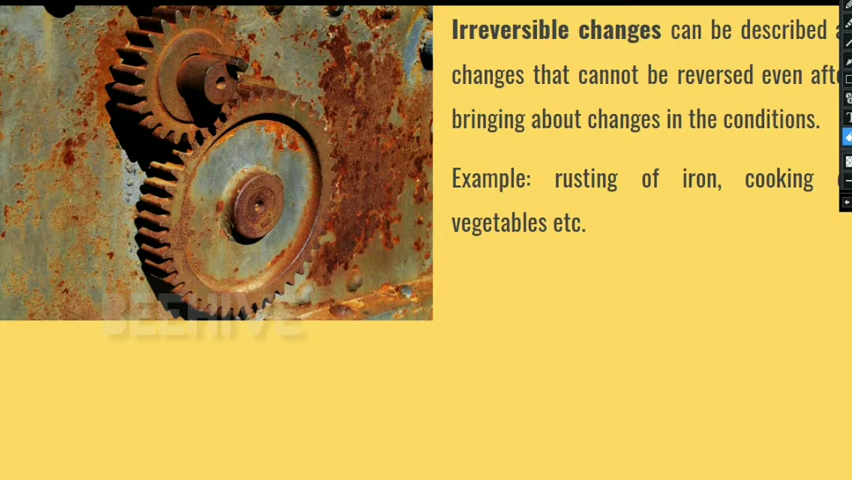 Irreversible changes can be described
changes that cannot be reversed even
bringing about changes in the conditions.
Example: rusting of iron, cooking
vegetables etc.
BEEHIVE